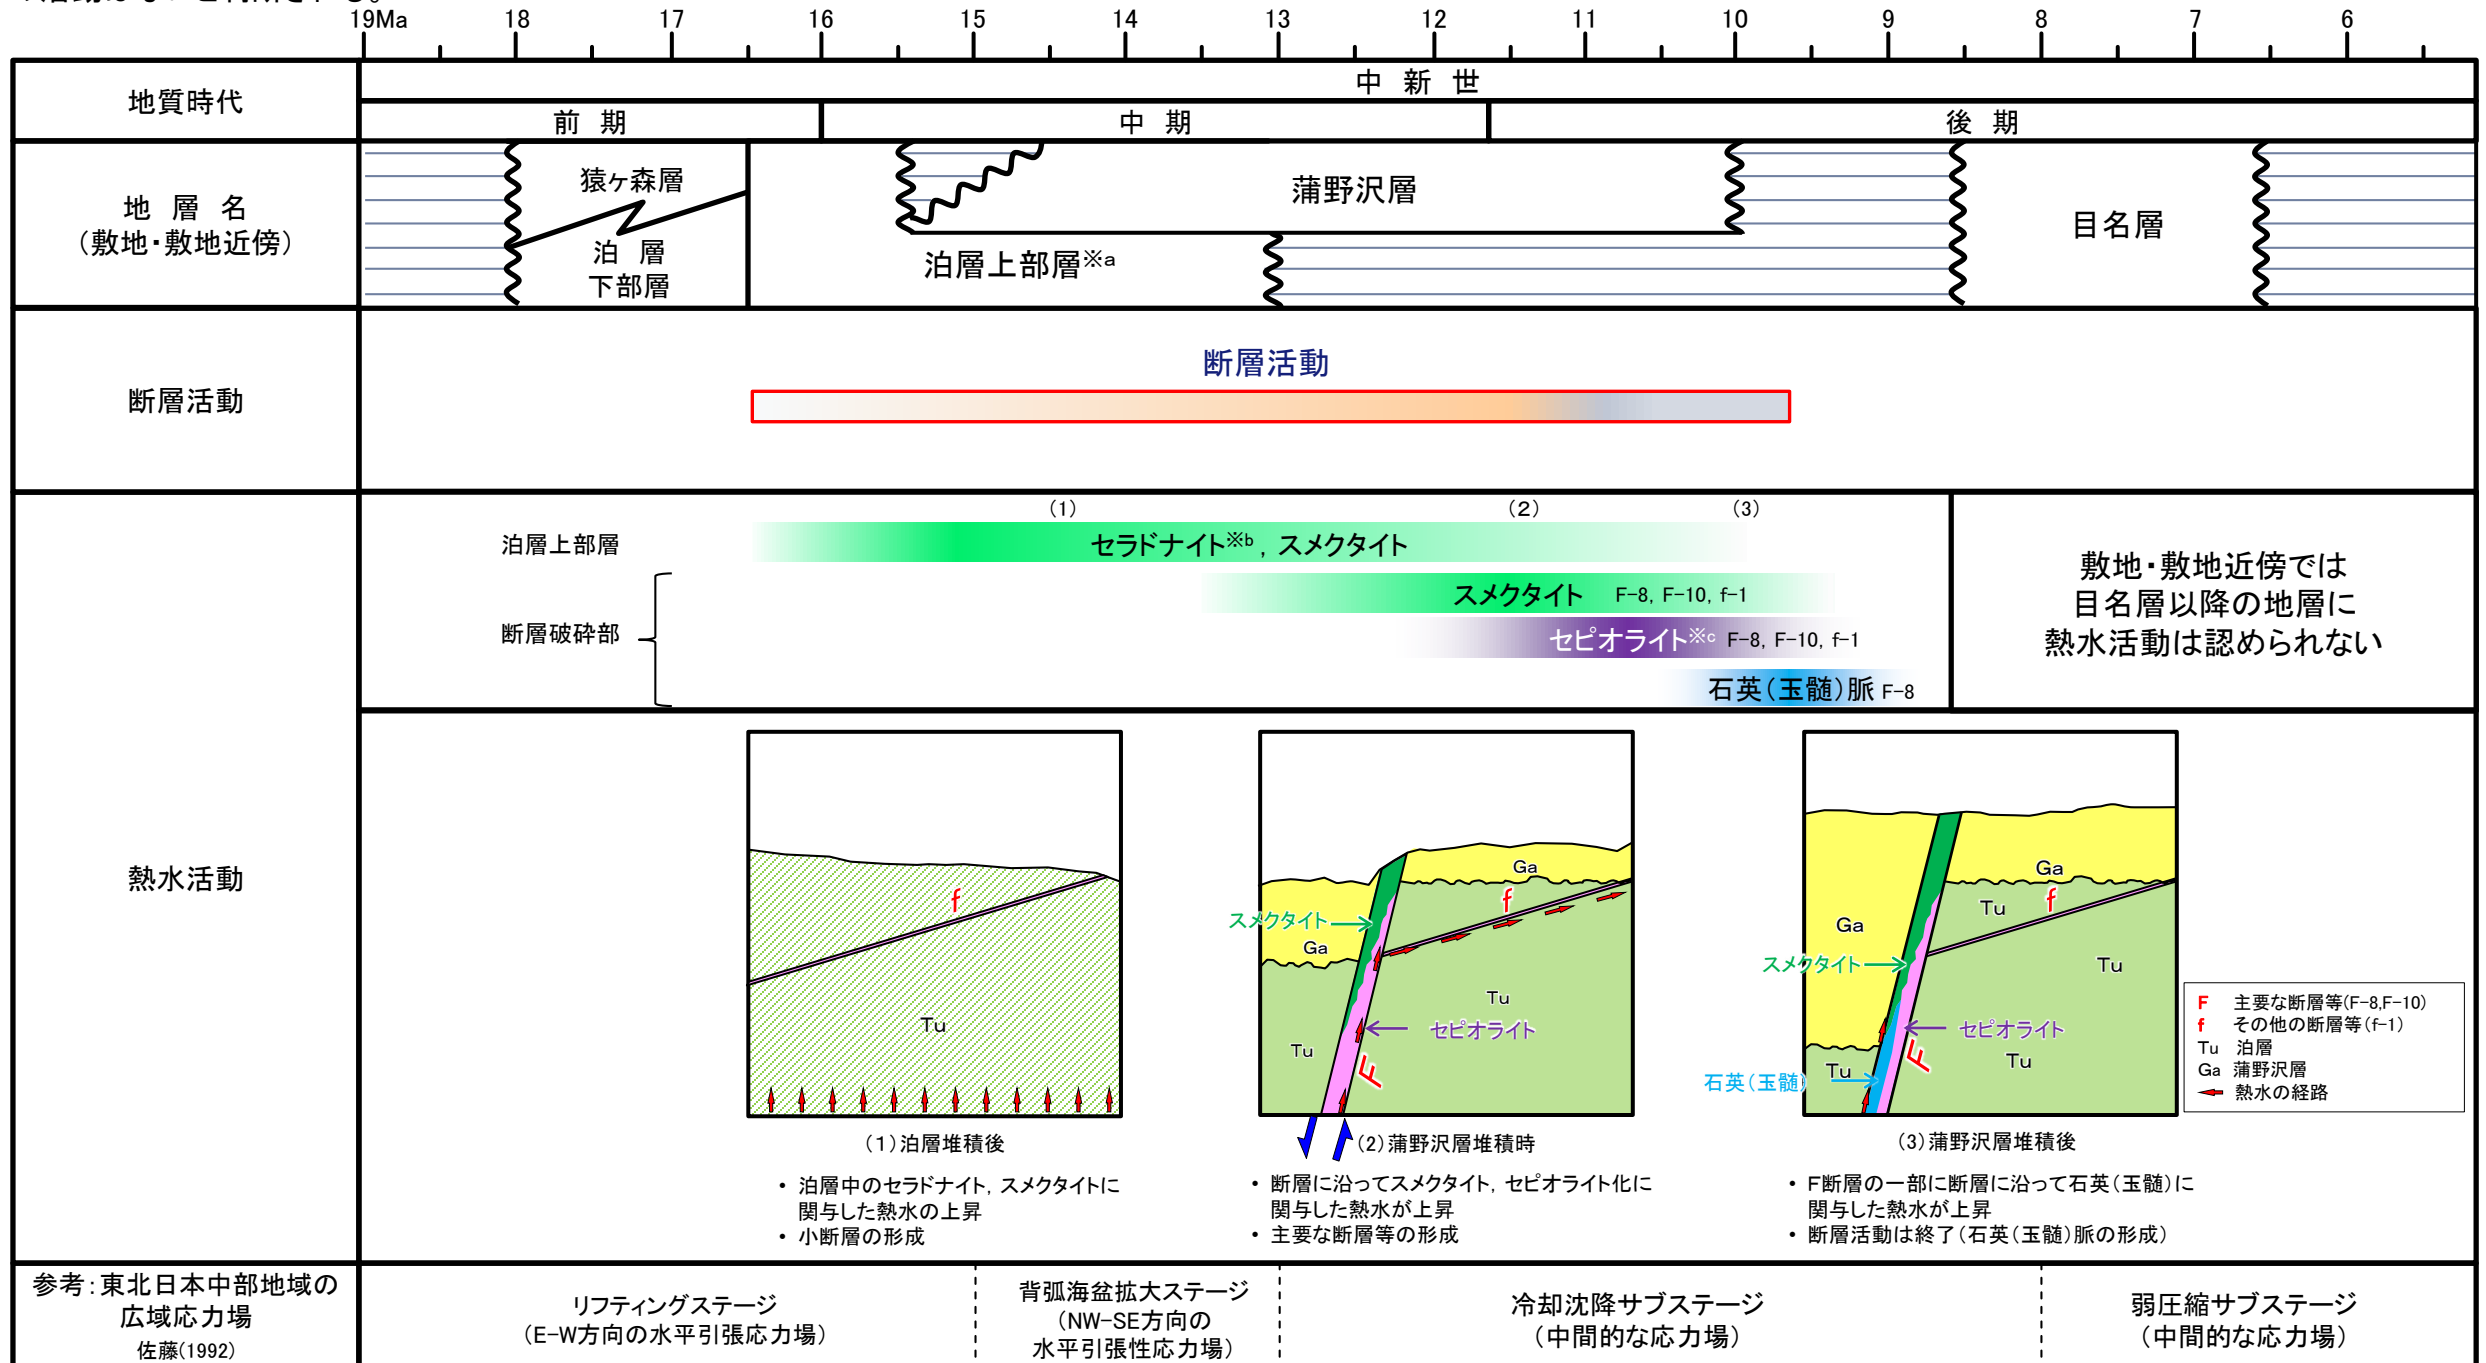 19Ma 18 17 16 15 14 13 12 11 10 9 8 7 6
地質時代
中 新 世
前 期 中 期 後 期
地 層 名
(敷地・敷地近傍)
猿ヶ森層
泊 層
下部層
蒲野沢層
泊層上部層※a
目名層
断層活動
断層活動
熱水活動
(1) (2) (3)
泊層上部層
セラドナイト※b, スメクタイト
断層破砕部
スメクタイト F-8, F-10, f-1
セピオライト※c F-8, F-10, f-1
石英(玉髄)脈 F-8
敷地・敷地近傍では
目名層以降の地層に
熱水活動は認められない
f
Tu
(1)泊層堆積後
・ 泊層中のセラドナイト, スメクタイトに
関与した熱水の上昇
・ 小断層の形成
Ga
f
スメクタイト
Ga
Tu
セピオライト
Tu
F
(2)蒲野沢層堆積時
・ 断層に沿ってスメクタイト, セピオライト化に
関与した熱水が上昇
・ 主要な断層等の形成
Ga
f
Tu
Ga
スメクタイト
Tu
セピオライト
F
Tu
Tu
石英(玉髄)
(3)蒲野沢層堆積後
・ F断層の一部に断層に沿って石英(玉髄)に
関与した熱水が上昇
・ 断層活動は終了(石英(玉髄)脈の形成)
F 主要な断層等(F-8,F-10)
f その他の断層等(f-1)
Tu 泊層
Ga 蒲野沢層
熱水の経路
参考:東北日本中部地域の
広域応力場
佐藤(1992)
リフティングステージ
(E-W方向の水平引張応力場)
背弧海盆拡大ステージ
(NW-SE方向の
水平引張性応力場)
冷却沈降サブステージ
(中間的な応力場)
弱圧縮サブステージ
(中間的な応力場)